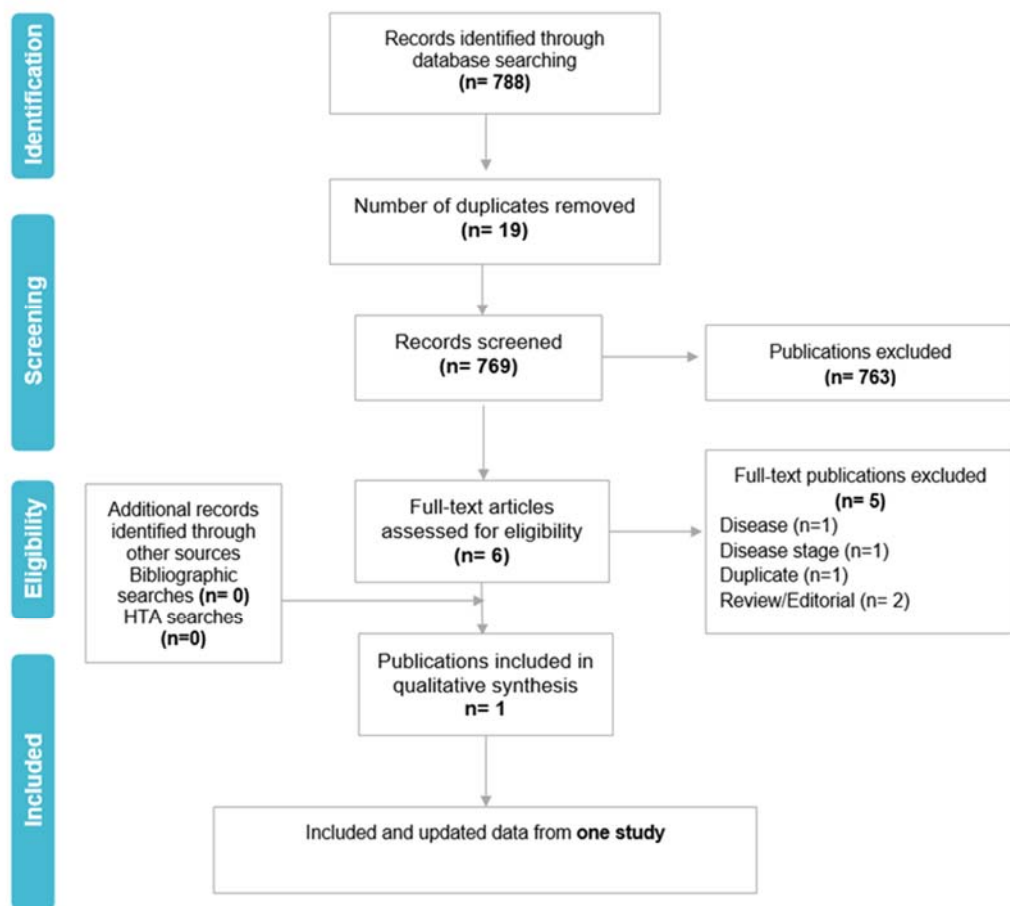 Identification
Records identified through
database searching
(n= 788)
Number of duplicates removed
(n= 19)
Screening
Records screened
(n= 769)
Publications excluded
(n= 763)
Eligibility
Additional records
identified through
other sources
Bibliographic
searches (n= 0)
HTA searches
(n=0)
Full-text articles
assessed for eligibility
(n= 6)
Full-text publications excluded
(n= 5)
Disease (n=1)
Disease stage (n=1)
Duplicate (n=1)
Review/Editorial (n= 2)
Included
Publications included in
qualitative synthesis
n= 1
Included and updated data from one study